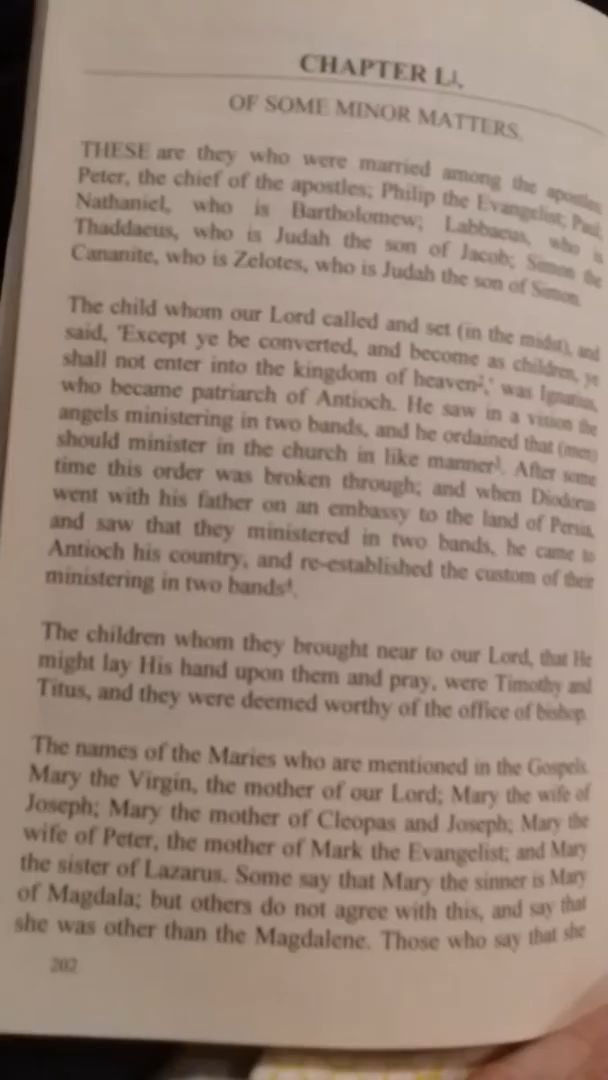 CHAPTER LI.
OF SOME MINOR MATTERS.
THESE are they who were married among the apostles:
Peter, the chief of the apostles; Philip the Evangelist; Paul;
Nathaniel, who is Bartholomew; Labbaeus, who is
Thaddaeus, who is Judah the son of Jacob; Simon the
Cananite, who is Zelotes, who is Judah the son of Simon.
The child whom our Lord called and set (in the midst), and
said, 'Except ye be converted, and become as children, ye
shall not enter into the kingdom of heaven²,' was Ignatius,
who became patriarch of Antioch. He saw in a vision the
angels ministering in two bands, and he ordained that (men)
should minister in the church in like manner³. After some
time this order was broken through; and when Diodorus
went with his father on an embassy to the land of Persia,
and saw that they ministered in two bands, he came to
Antioch his country, and re-established the custom of their
ministering in two bands⁴.
The children whom they brought near to our Lord, that He
might lay His hand upon them and pray, were Timothy and
Titus, and they were deemed worthy of the office of bishop.
The names of the Maries who are mentioned in the Gospels.
Mary the Virgin, the mother of our Lord; Mary the wife of
Joseph; Mary the mother of Cleopas and Joseph; Mary the
wife of Peter, the mother of Mark the Evangelist; and Mary
the sister of Lazarus. Some say that Mary the sinner is Mary
of Magdala; but others do not agree with this, and say that
she was other than the Magdalene. Those who say that she
202